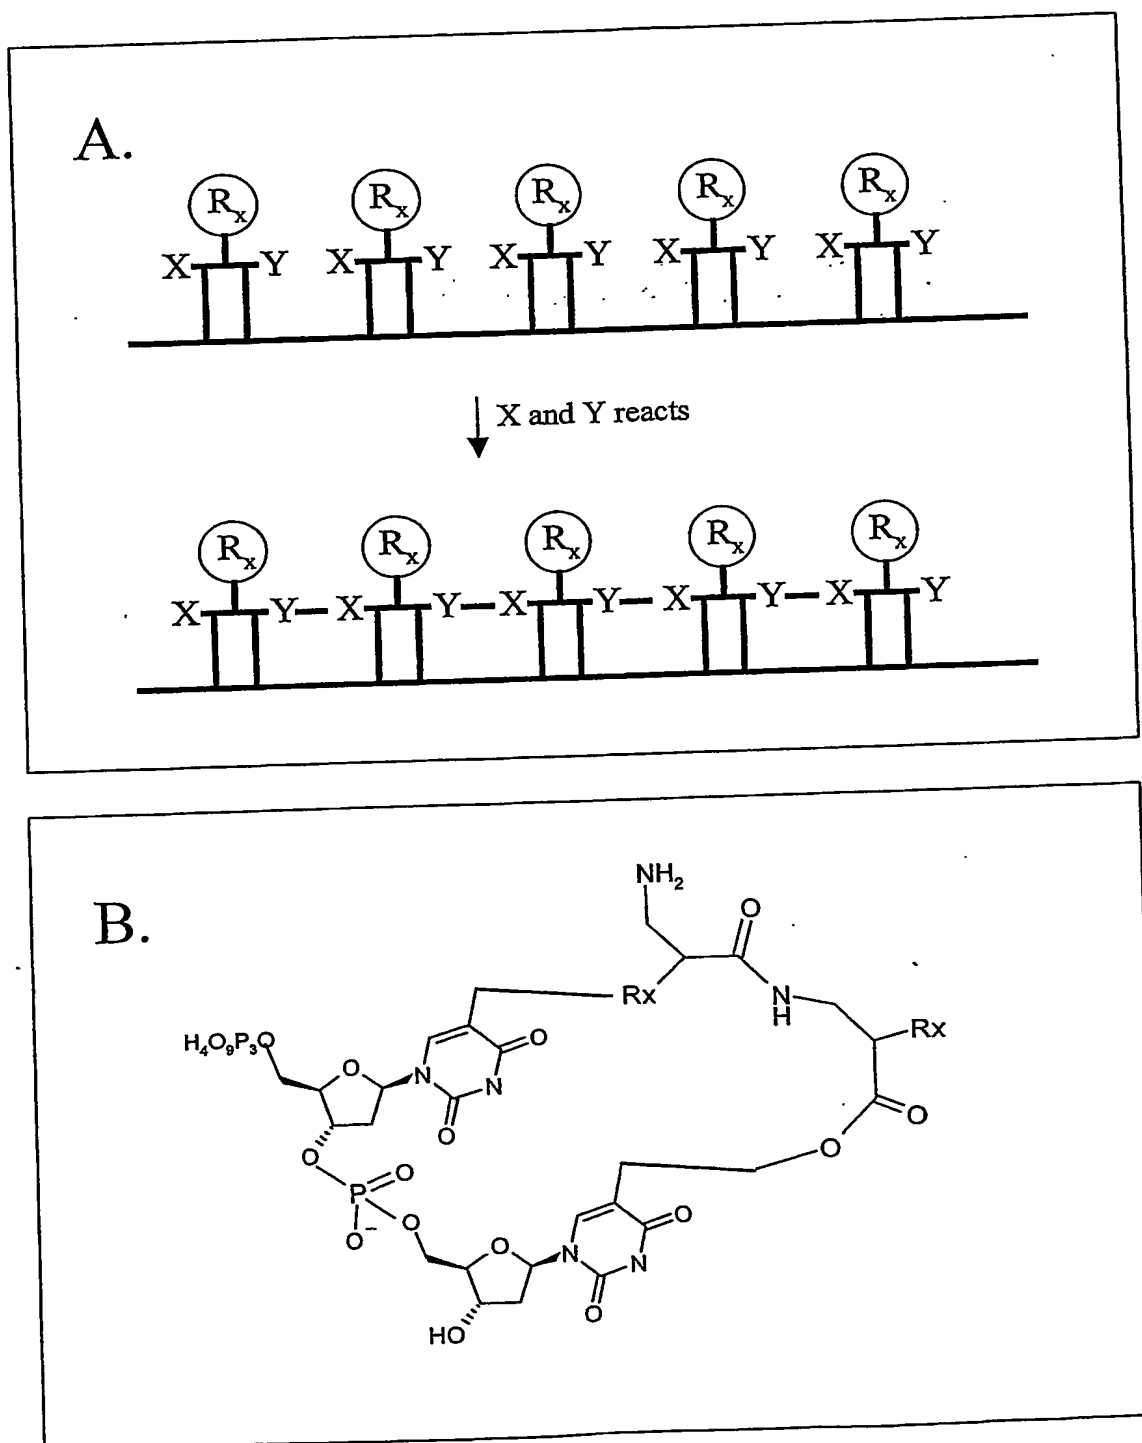 A.
Rx Rx Rx Rx Rx
X Y X Y X Y X Y X Y
X and Y reacts
Rx Rx Rx Rx Rx
X Y X Y X Y X Y X Y
B.
NH2
O
Rx
N
H
Rx
H4O9P3O
O
O
N
N
O
O
O
O
P
O
O
O−
O
O
N
N
O
HO
O